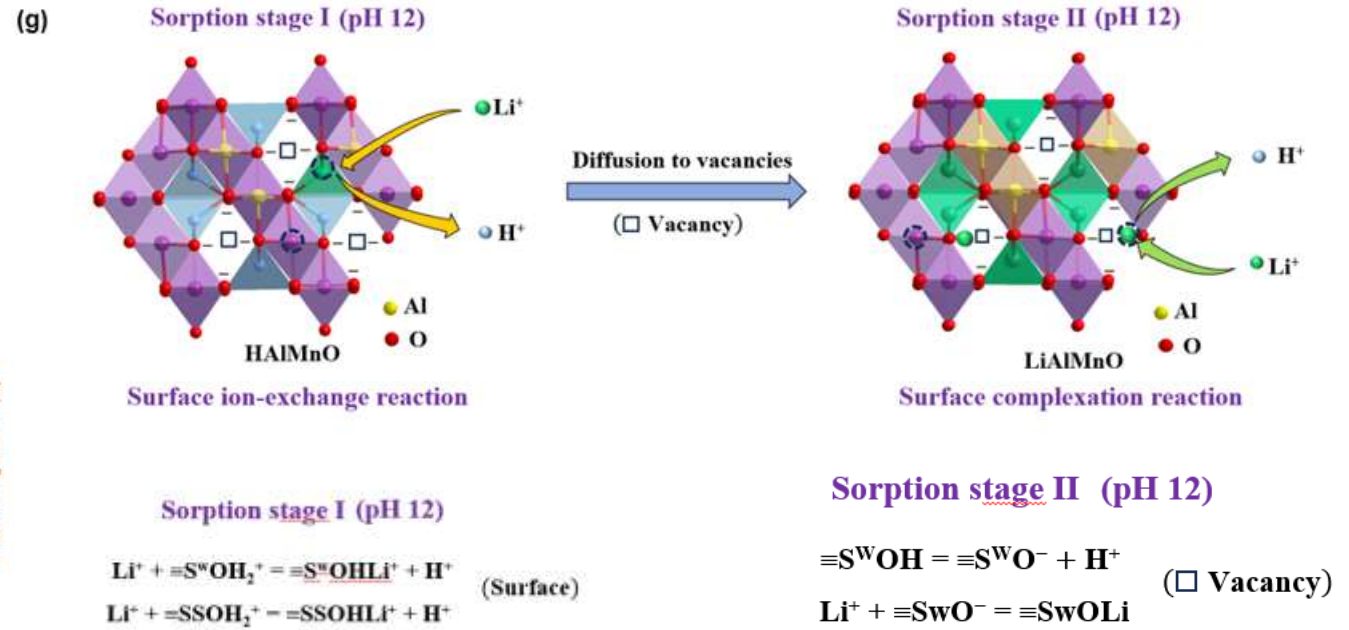 (g)
Sorption stage I (pH 12)
Sorption stage II (pH 12)
Li⁺
H⁺
Diffusion to vacancies
(□ Vacancy)
H⁺
Li⁺
Al
O
HAlMnO
Al
O
LiAlMnO
Surface ion-exchange reaction
Surface complexation reaction
Sorption stage I (pH 12)
Li⁺ + ≡SʷOH₂⁺ = ≡SʷOHLi⁺ + H⁺
(Surface)
Li⁺ + ≡SSOH₂⁺ = ≡SSOHLi⁺ + H⁺
Sorption stage II (pH 12)
≡SᵂOH = ≡SᵂO⁻ + H⁺
(□ Vacancy)
Li⁺ + ≡SwO⁻ = ≡SwOLi